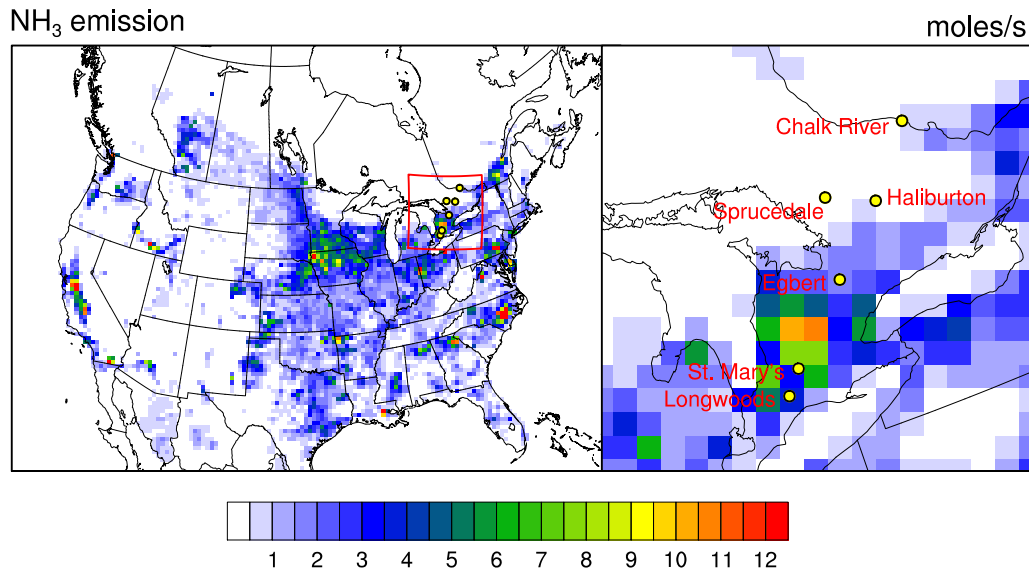 NH₃ emission
moles/s
Chalk River
Sprucedale
Haliburton
Egbert
St. Mary's
Longwoods
1 2 3 4 5 6 7 8 9 10 11 12